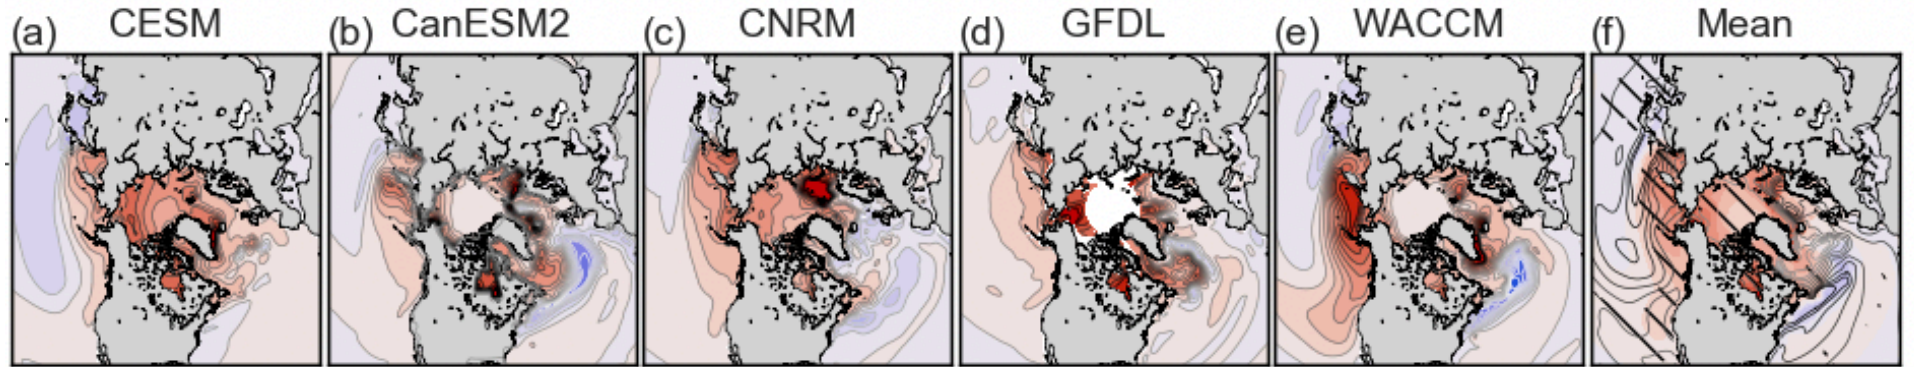 (a) CESM
(b) CanESM2
(c) CNRM
(d) GFDL
(e) WACCM
(f) Mean